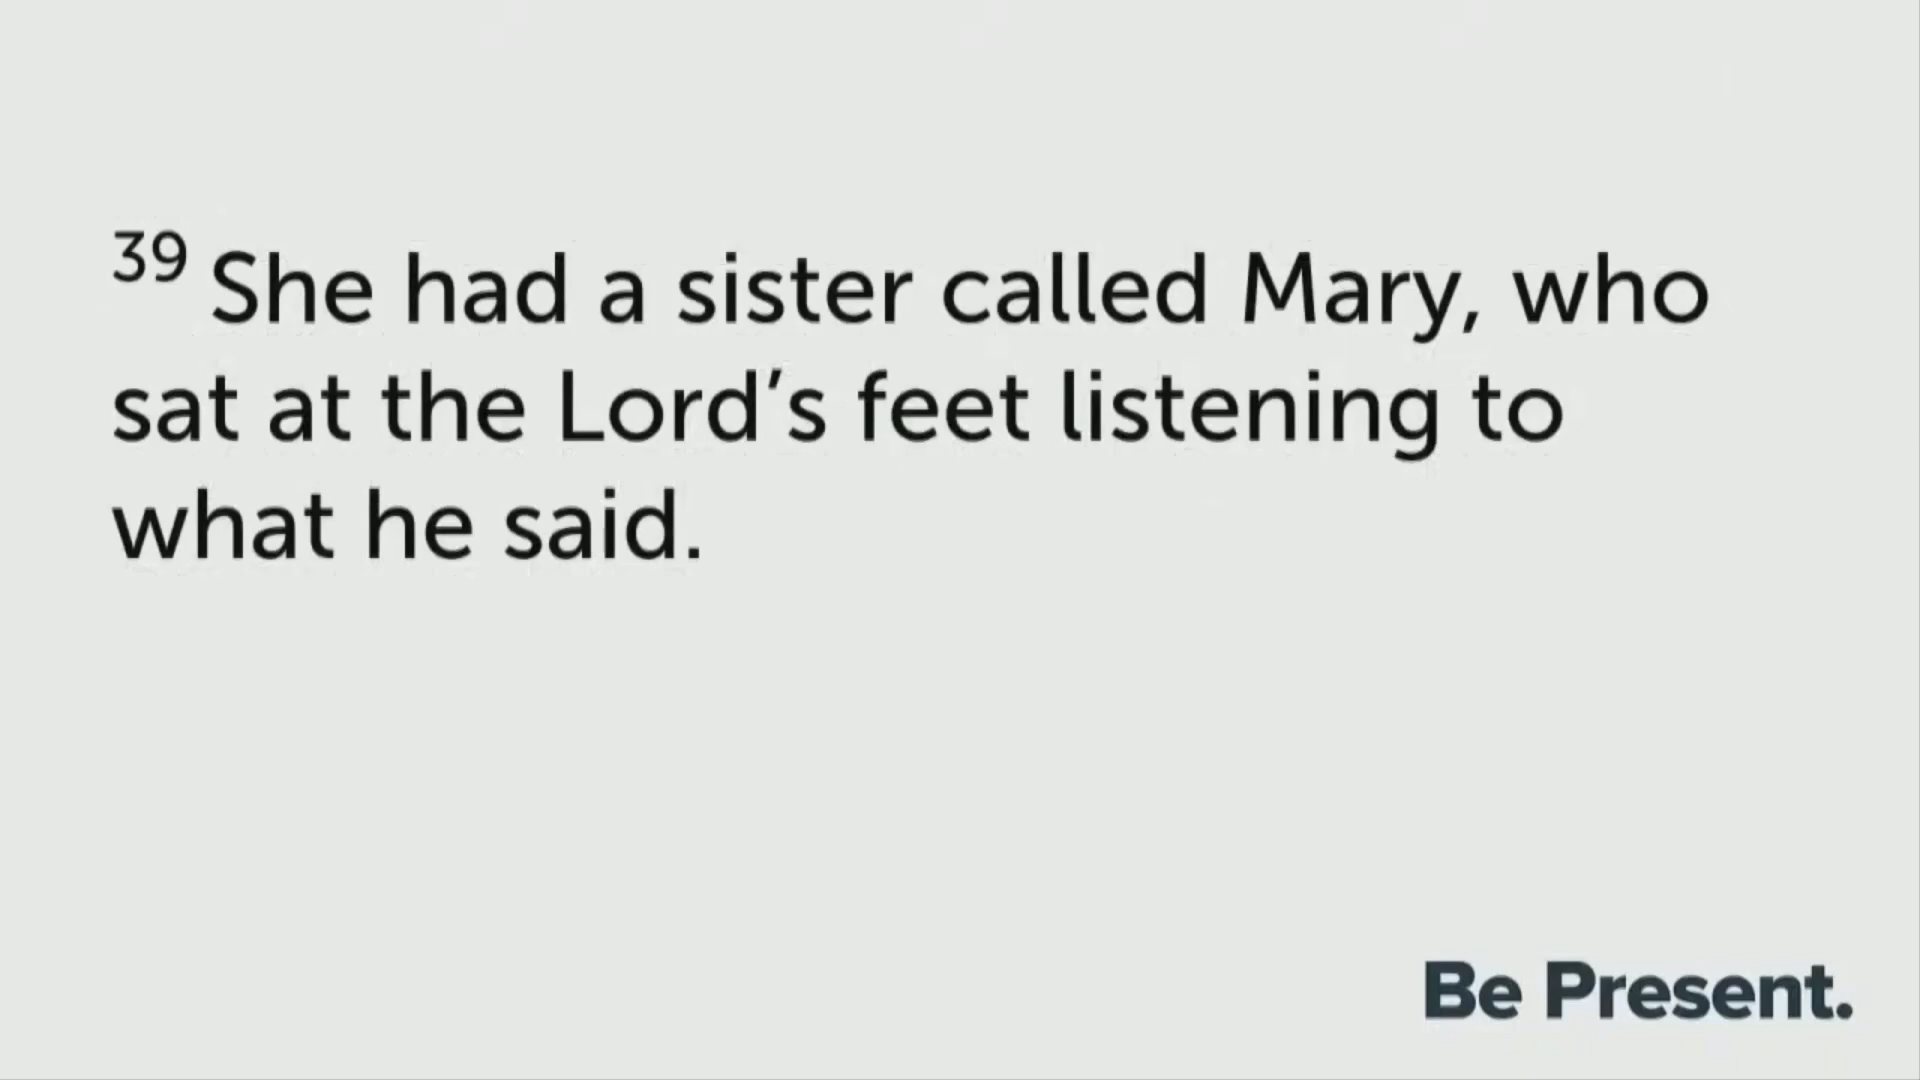 39 She had a sister called Mary, who
sat at the Lord’s feet listening to
what he said.
Be Present.